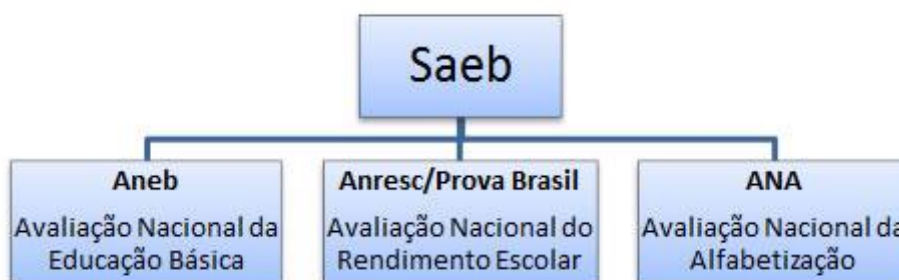 Saeb
Aneb
Avaliação Nacional da
Educação Básica
Anresc/Prova Brasil
Avaliação Nacional do
Rendimento Escolar
ANA
Avaliação Nacional da
Alfabetização